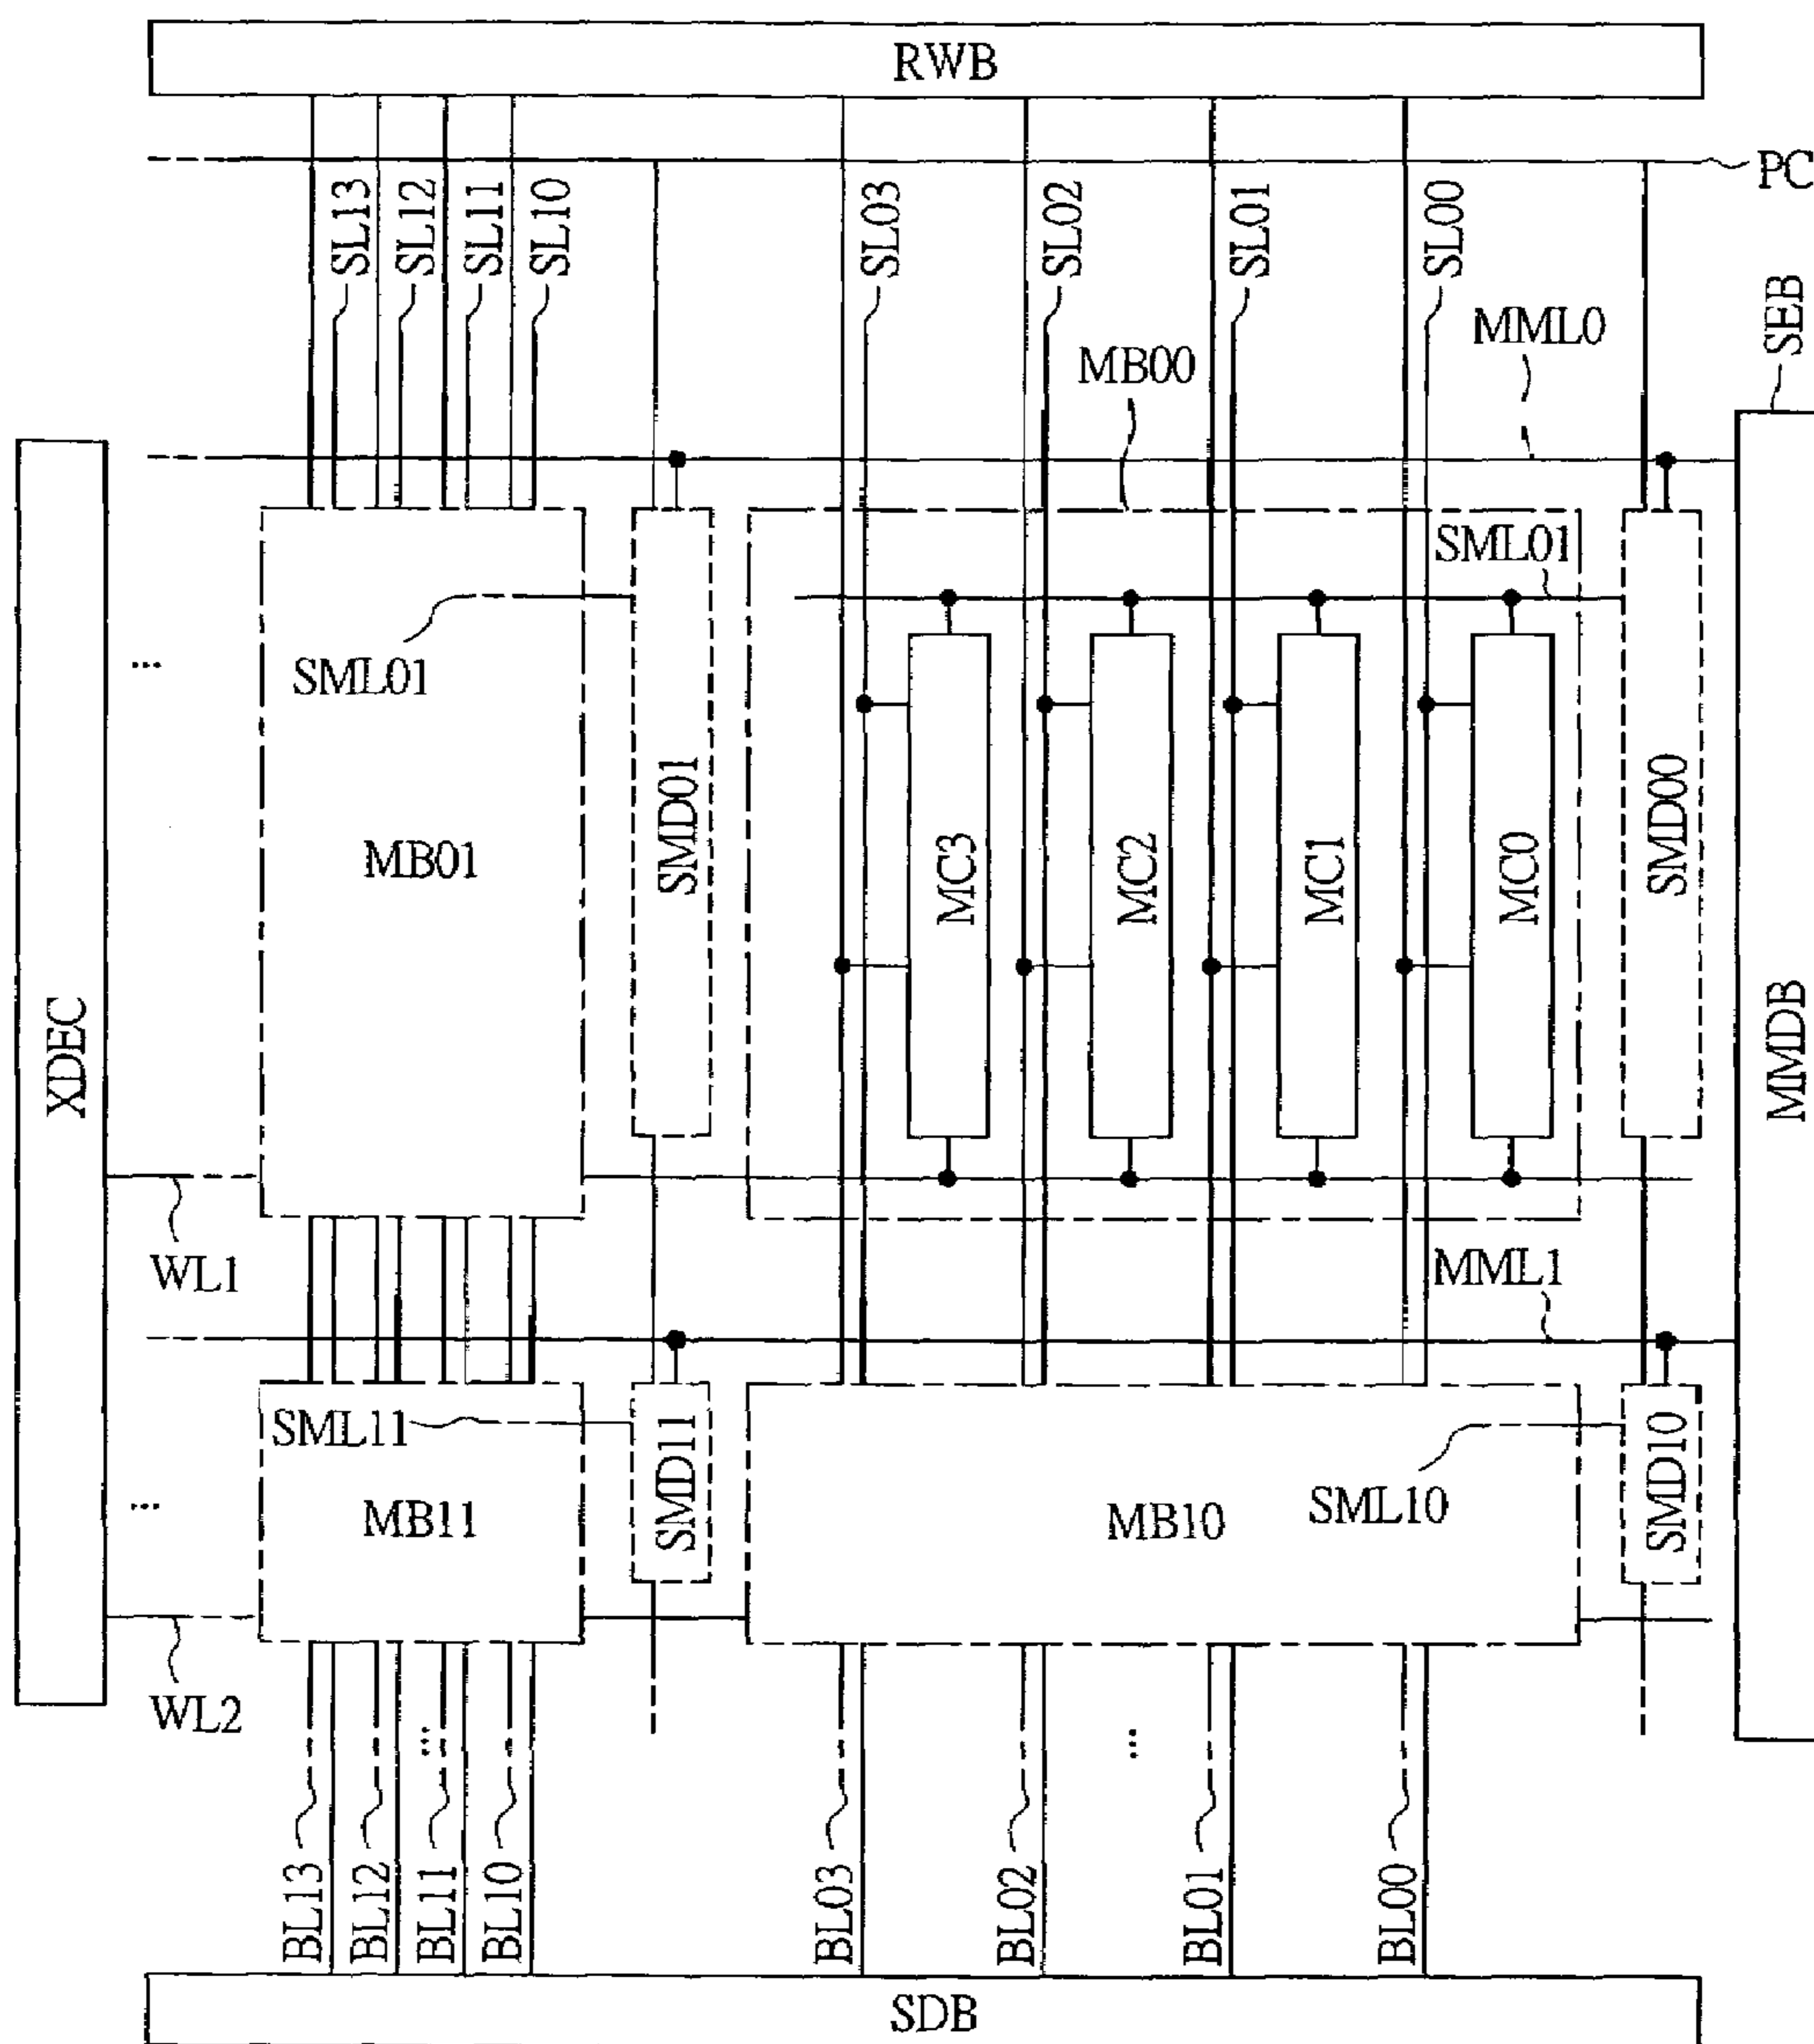 RWB
PC
SL13
SL12
SL11
SL10
SL03
SL02
SL01
SL00
SEB
MML0
MB00
SML01
SML01
MB01
SMD01
MC3
MC2
MC1
MC0
SMD00
XDEC
MMDB
WL1
MML1
SML11
SMD11
SMD10
MB11
MB10
SML10
WL2
...
...
...
...
BL13
BL12
BL11
BL10
BL03
BL02
BL01
BL00
SDB